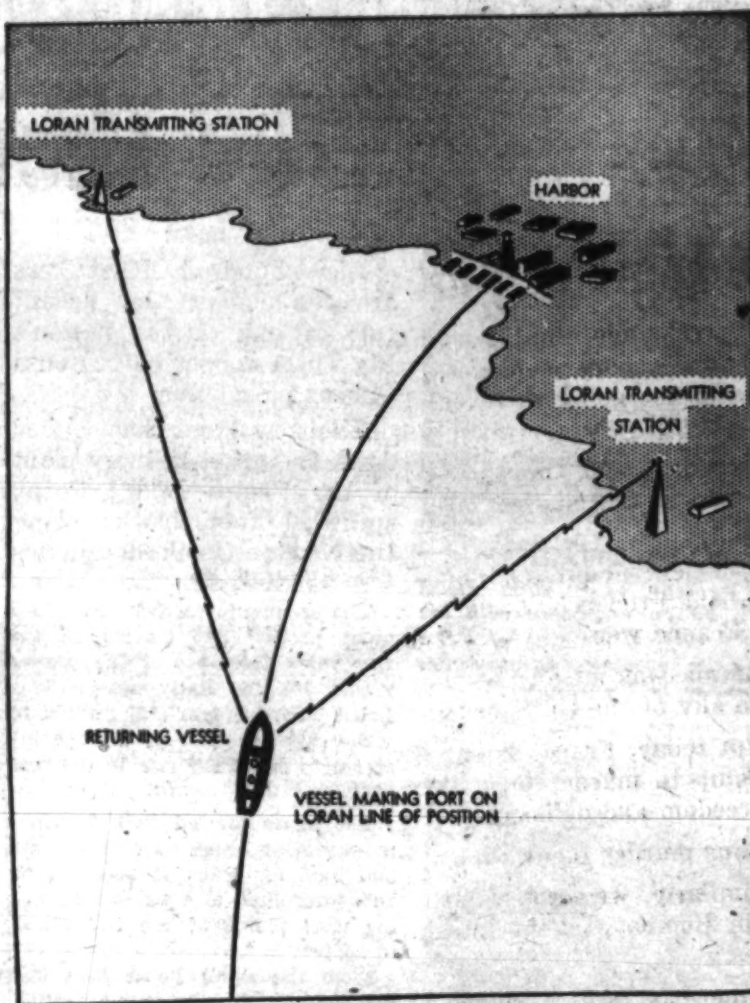 LORAN TRANSMITTING STATION
HARBOR
LORAN TRANSMITTING
STATION
RETURNING VESSEL
VESSEL MAKING PORT ON
LORAN LINE OF POSITION